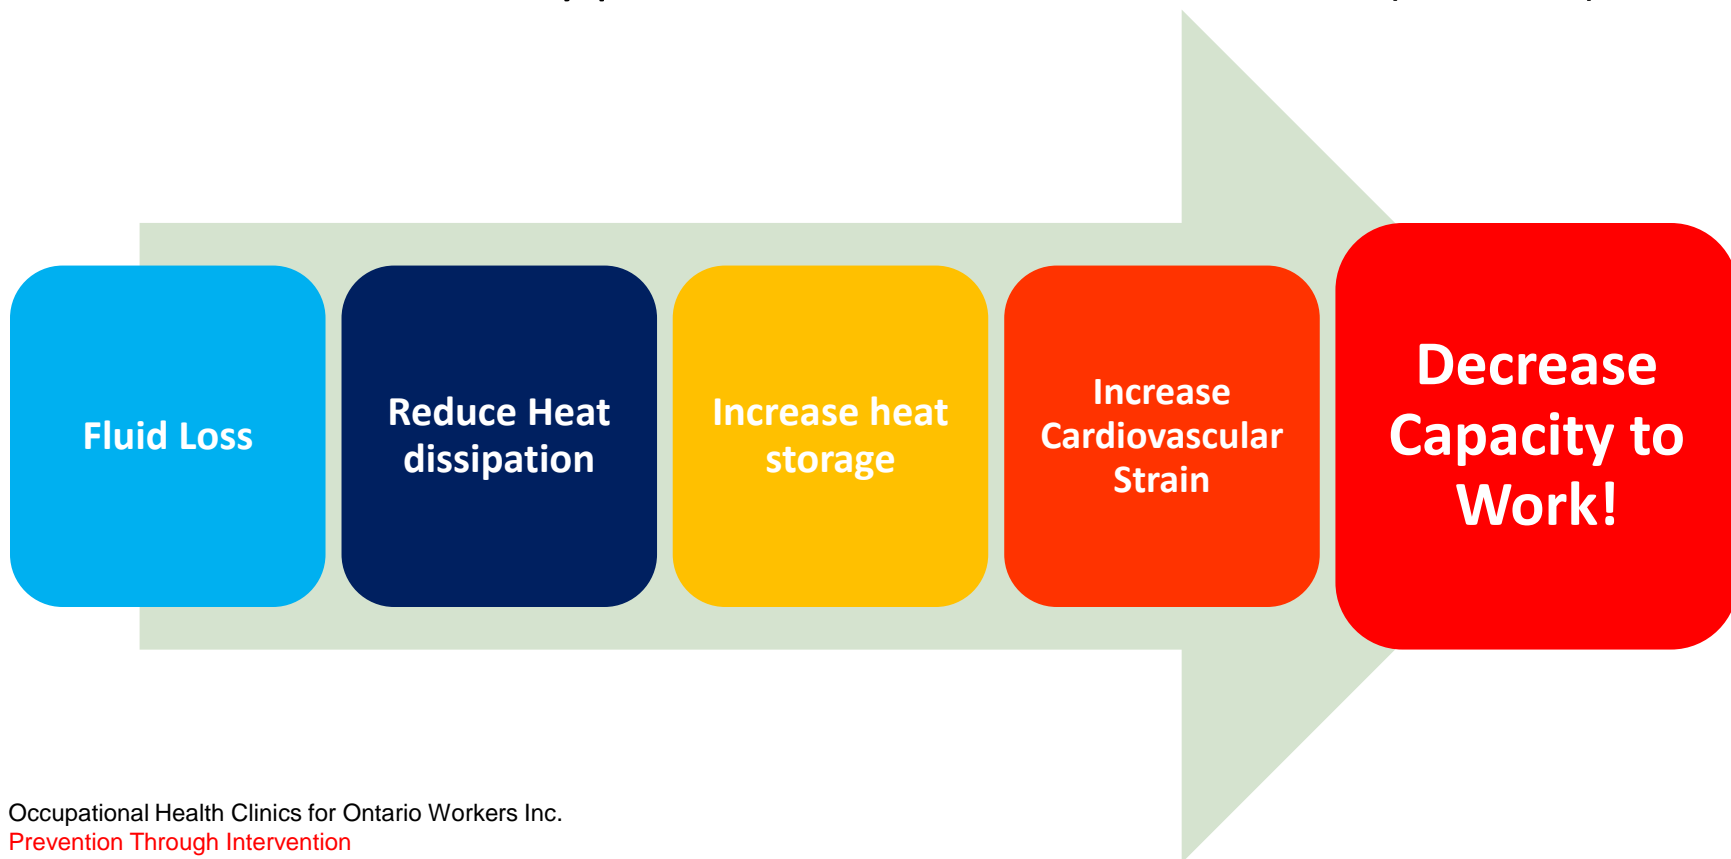 Fluid Loss
Reduce Heat
dissipation
Increase heat
storage
Increase
Cardiovascular
Strain
Decrease
Capacity to
Work!
Occupational Health Clinics for Ontario Workers Inc.
Prevention Through Intervention